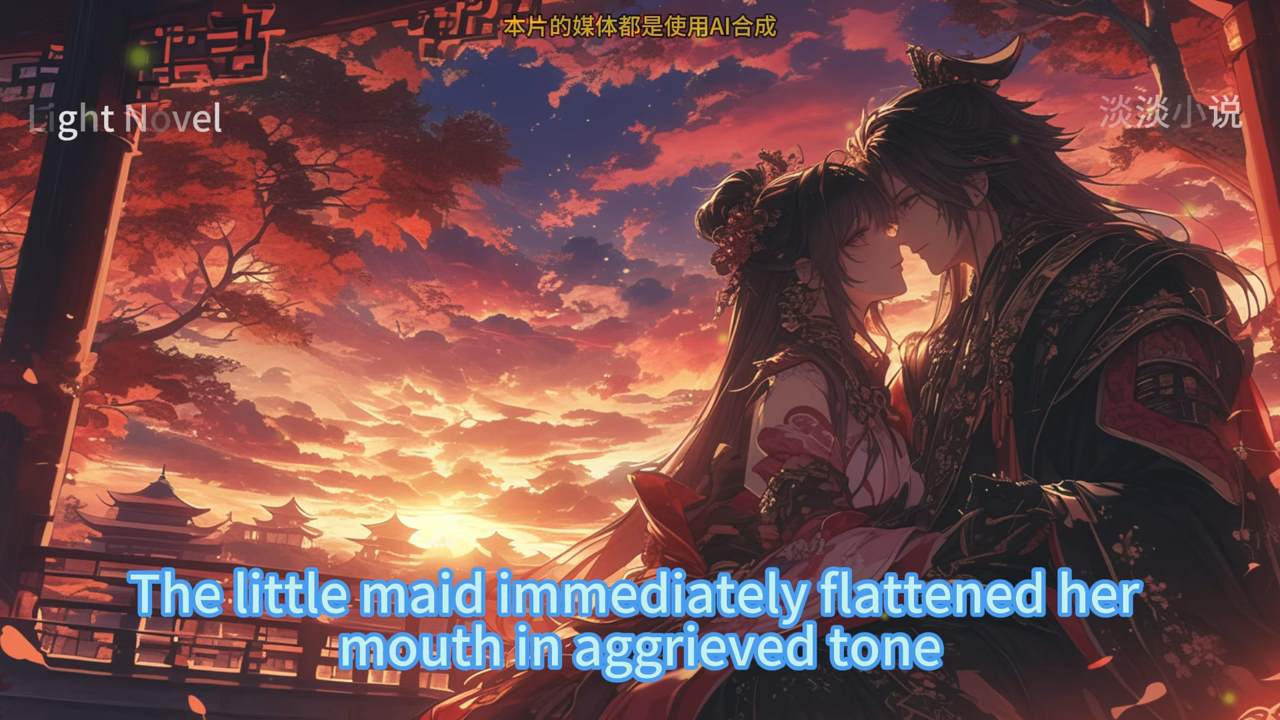 本片的媒体都是使用AI合成
Light Novel
淡淡小说
The little maid immediately flattened her
mouth in aggrieved tone